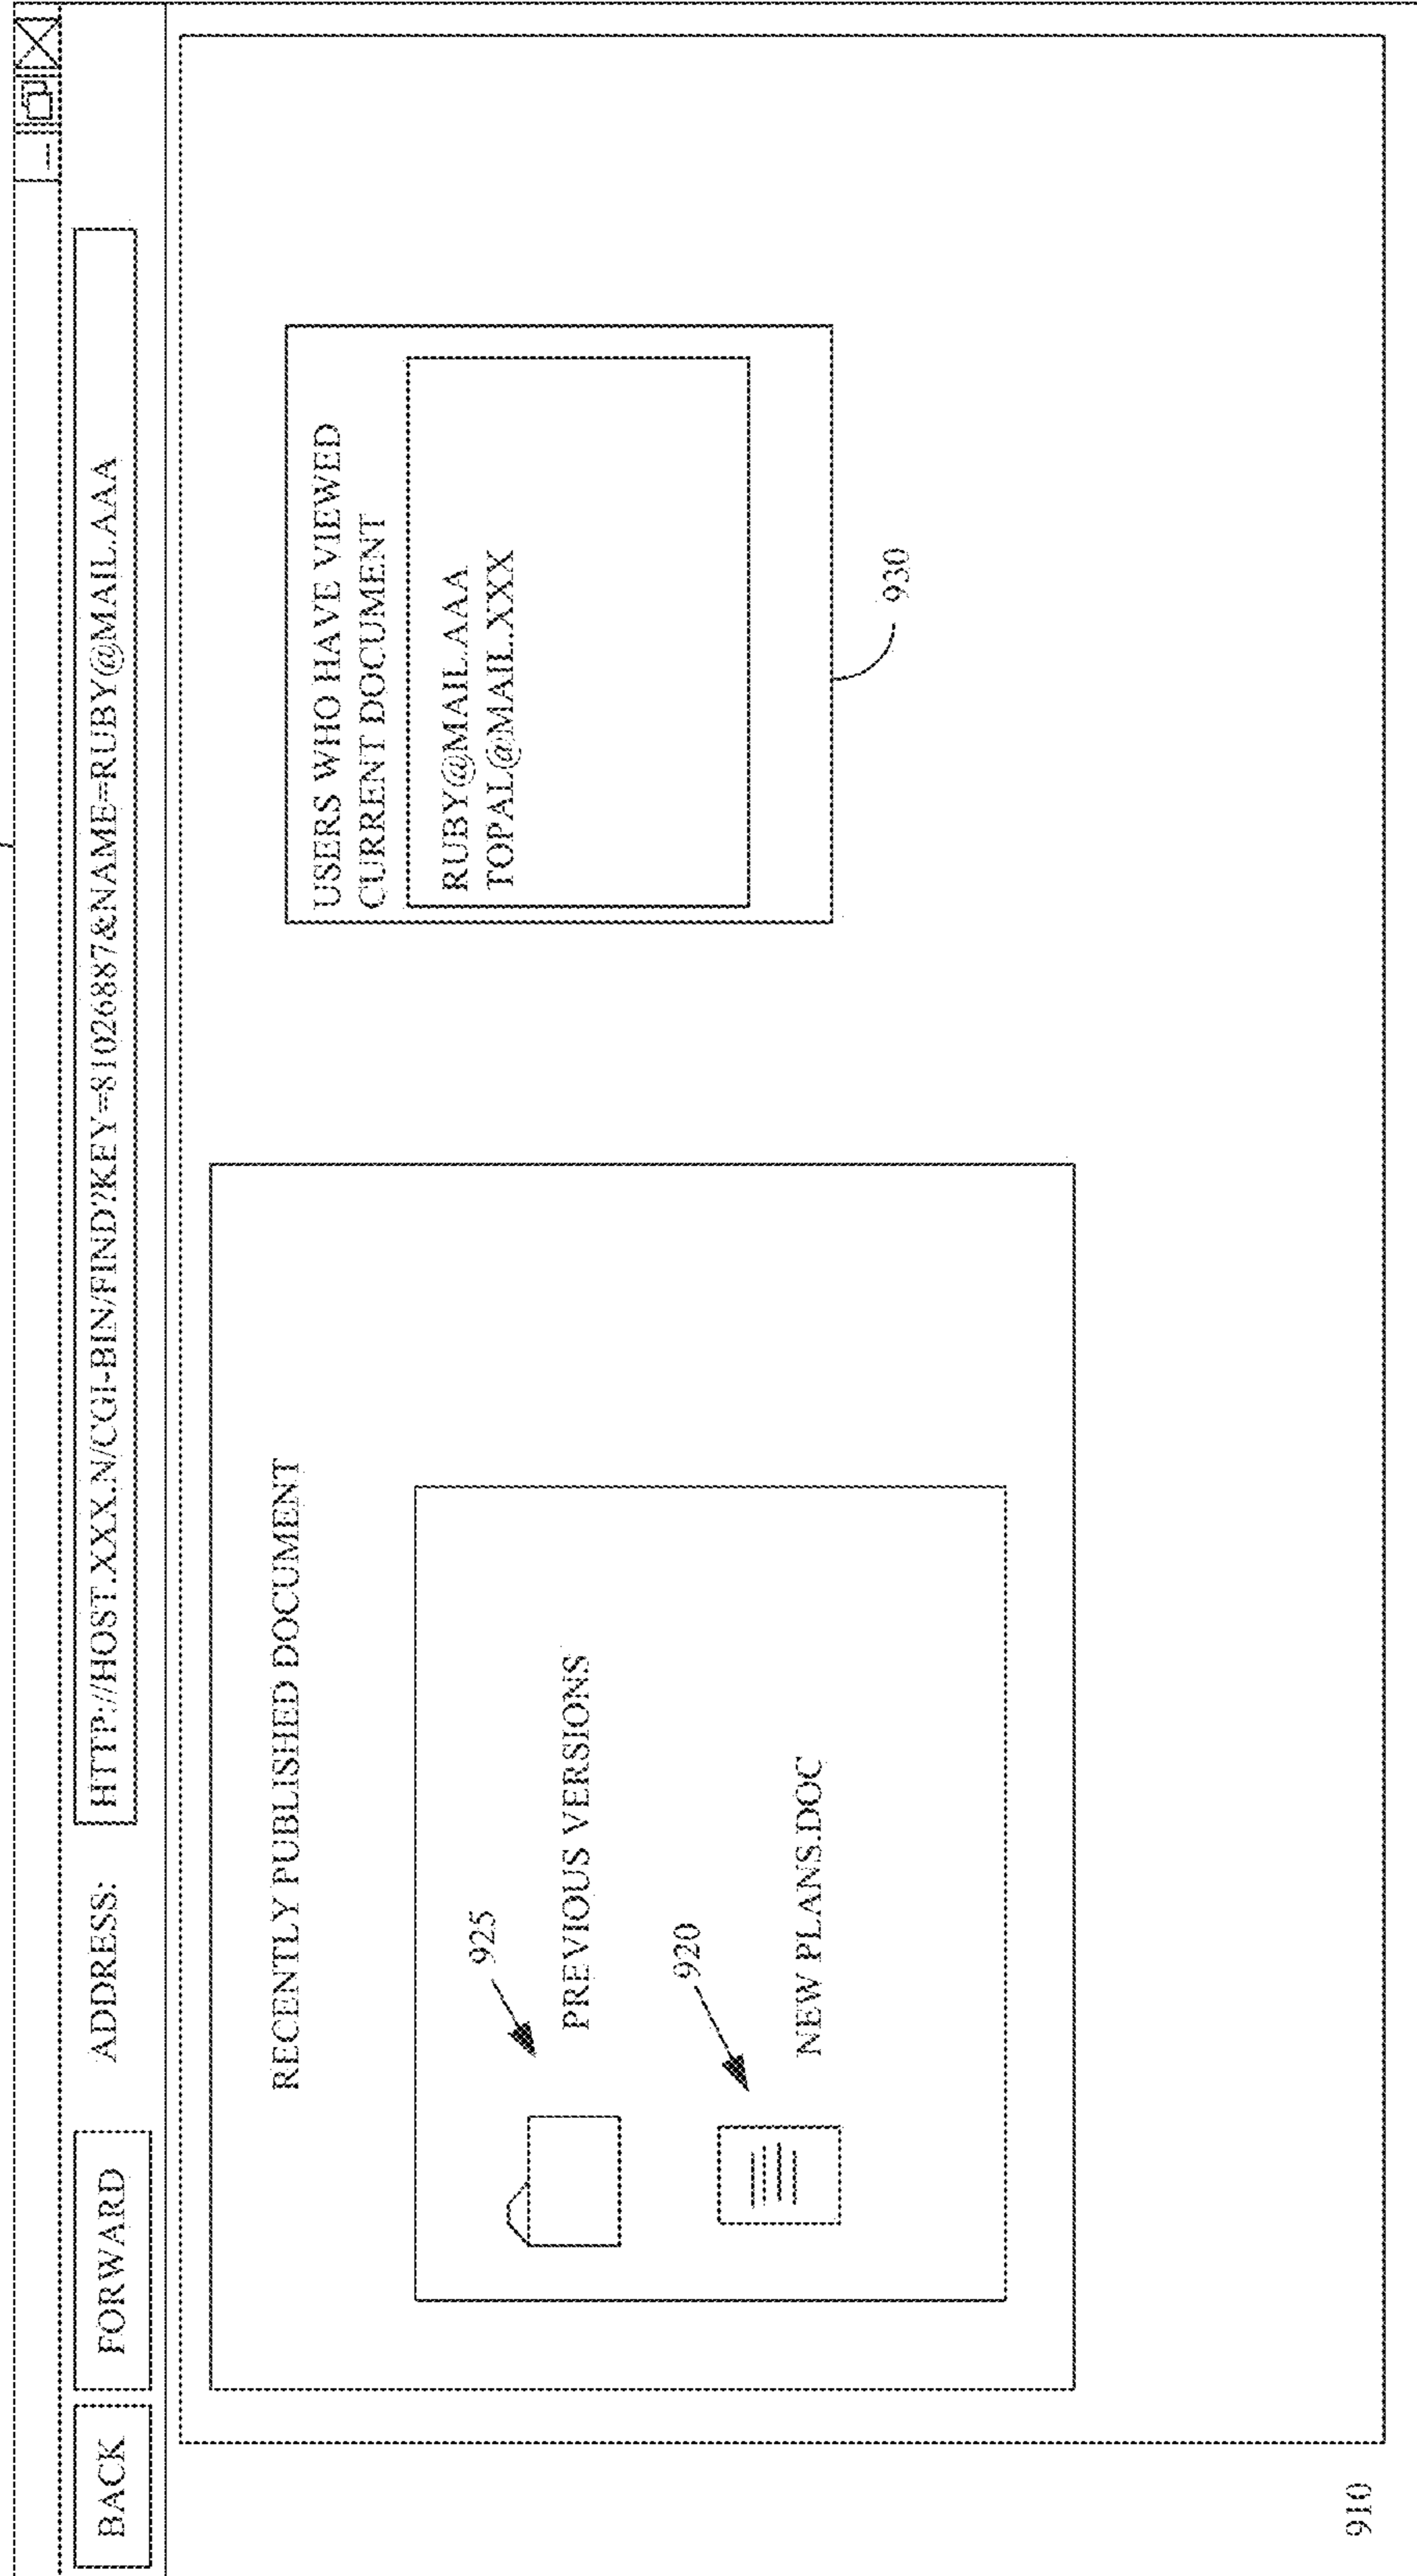 BACK
FORWARD
ADDRESS:
HTTP://HOST.XXX.N/CGI-BIN/FIND?KEY=81026887&NAME=RUBY@MAIL.AAA
RECENTLY PUBLISHED DOCUMENT
925
PREVIOUS VERSIONS
920
NEW PLANS.DOC
USERS WHO HAVE VIEWED
CURRENT DOCUMENT
RUBY@MAIL.AAA
TOPAL@MAIL.XXX
930
910